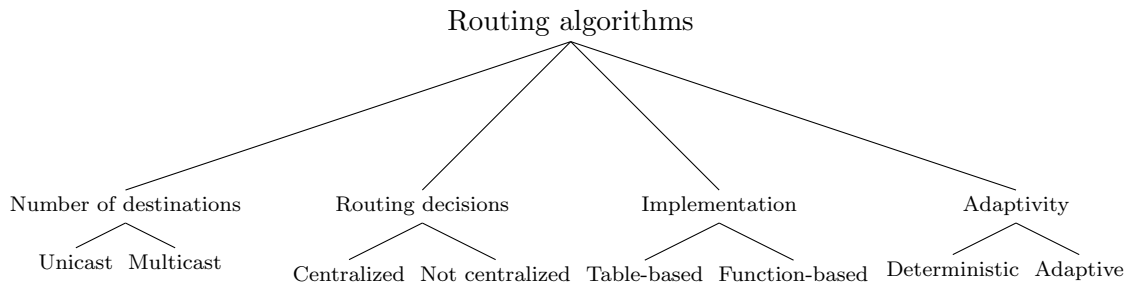 Routing algorithms
Number of destinations Routing decisions Implementation Adaptivity
Unicast Multicast Centralized Not centralized Table-based Function-based Deterministic Adaptive